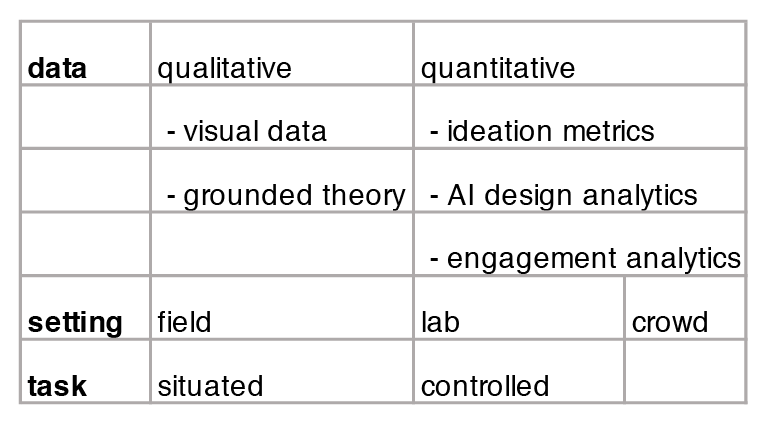 data qualitative quantitative
- visual data - ideation metrics
- grounded theory - AI design analytics
- engagement analytics
setting field lab crowd
task situated controlled